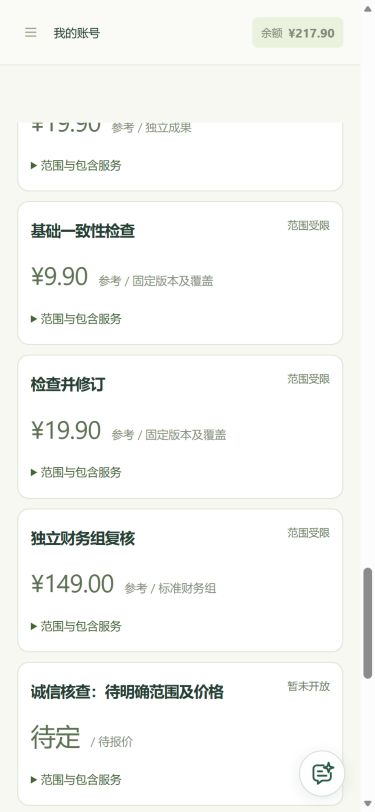 我的账号
余额 ¥217.90
¥19.90 参考 / 独立成果
▶ 范围与包含服务
基础一致性检查 范围受限
¥9.90 参考 / 固定版本及覆盖
▶ 范围与包含服务
检查并修订 范围受限
¥19.90 参考 / 固定版本及覆盖
▶ 范围与包含服务
独立财务组复核 范围受限
¥149.00 参考 / 标准财务组
▶ 范围与包含服务
诚信核查：待明确范围及价格 暂未开放
待定 / 待报价
▶ 范围与包含服务